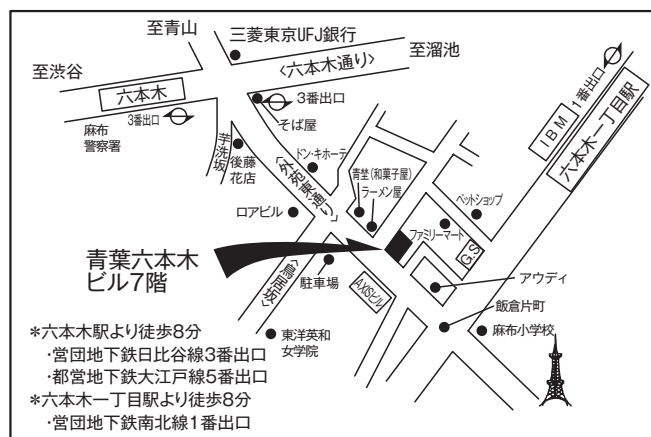 至青山
三菱東京UFJ銀行
至渋谷
〈六本木通り〉
至溜池
六本木
3番出口
3番出口
そば屋
麻布
警察署
芋洗坂
後藤
花店
ドン・キホーテ
〈外苑東通り〉
青埜(和菓子屋)
ラーメン屋
ロアビル
ペットショップ
ファミリーマート
G.S
IBM
1番出口
六本木一丁目駅
青葉六本木
ビル7階
〈鳥居坂〉
駐車場
AXISビル
アウディ
飯倉片町
麻布小学校
東洋英和
女学院
*六本木駅より徒歩8分
・営団地下鉄日比谷線3番出口
・都営地下鉄大江戸線5番出口
*六本木一丁目駅より徒歩8分
・営団地下鉄南北線1番出口